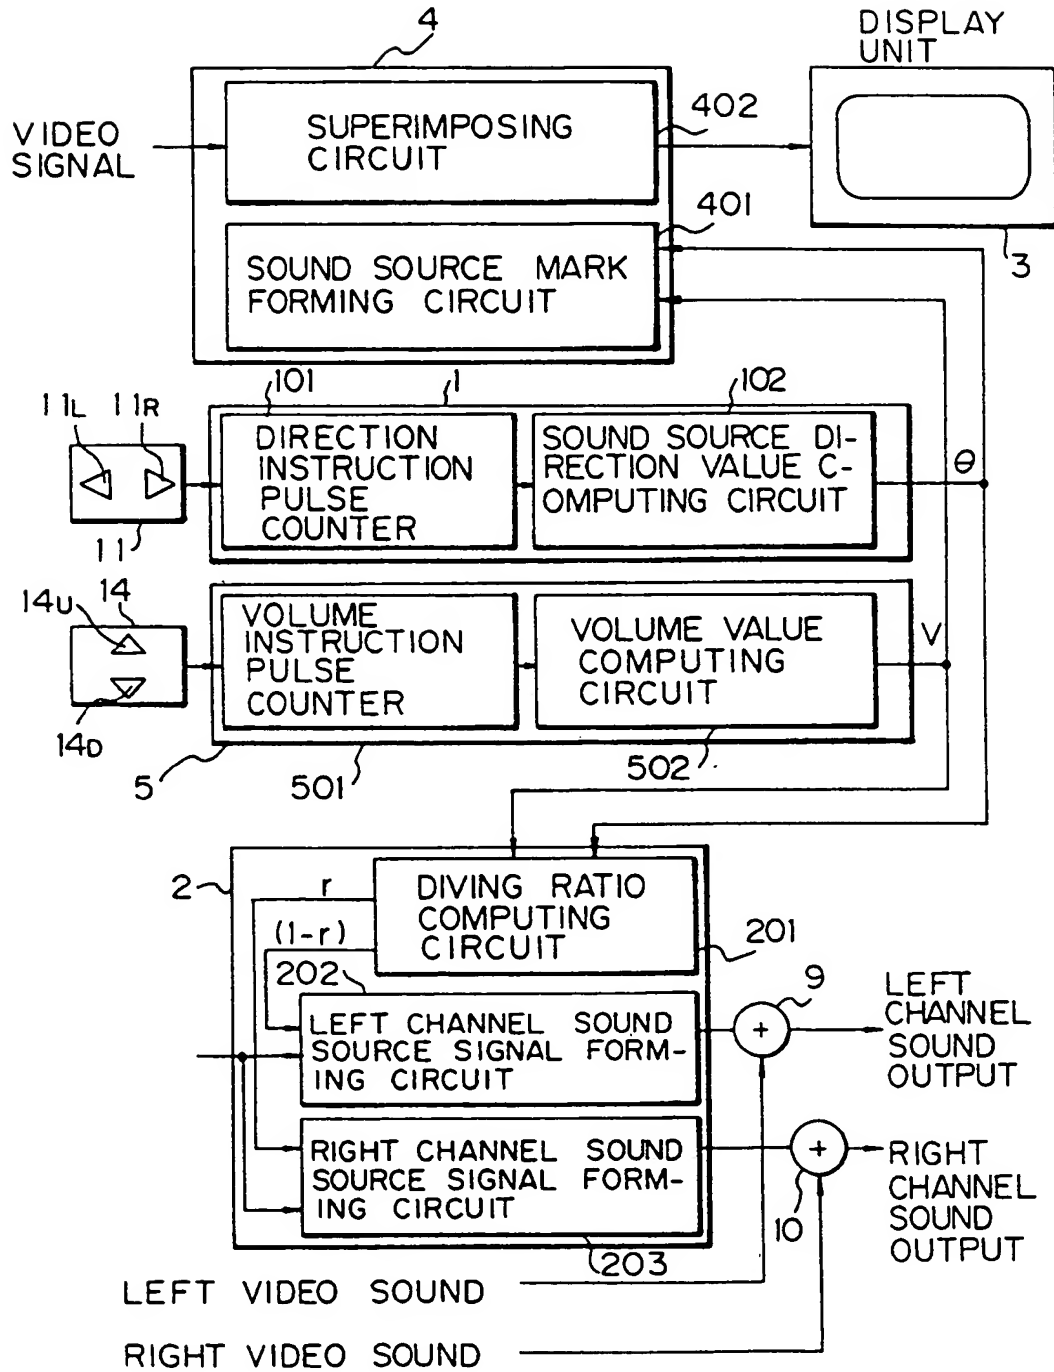 4
DISPLAY
UNIT
VIDEO
SIGNAL
SUPERIMPOSING
CIRCUIT
402
401
SOUND SOURCE MARK
FORMING CIRCUIT
3
101
1
102
11L
11R
DIRECTION
INSTRUCTION
PULSE
COUNTER
SOUND SOURCE DI-
RECTION VALUE C-
OMPUTING CIRCUIT
θ
11
14U
14
VOLUME
INSTRUCTION
PULSE
COUNTER
VOLUME VALUE
COMPUTING
CIRCUIT
V
14D
5
501
502
2
r
(1-r)
DIVING RATIO
COMPUTING
CIRCUIT
201
202
LEFT CHANNEL SOUND
SOURCE SIGNAL FORM-
ING CIRCUIT
9
+
LEFT
CHANNEL
SOUND
OUTPUT
RIGHT CHANNEL SOUND
SOURCE SIGNAL FORM-
ING CIRCUIT
+
10
RIGHT
CHANNEL
SOUND
OUTPUT
203
LEFT VIDEO SOUND
RIGHT VIDEO SOUND